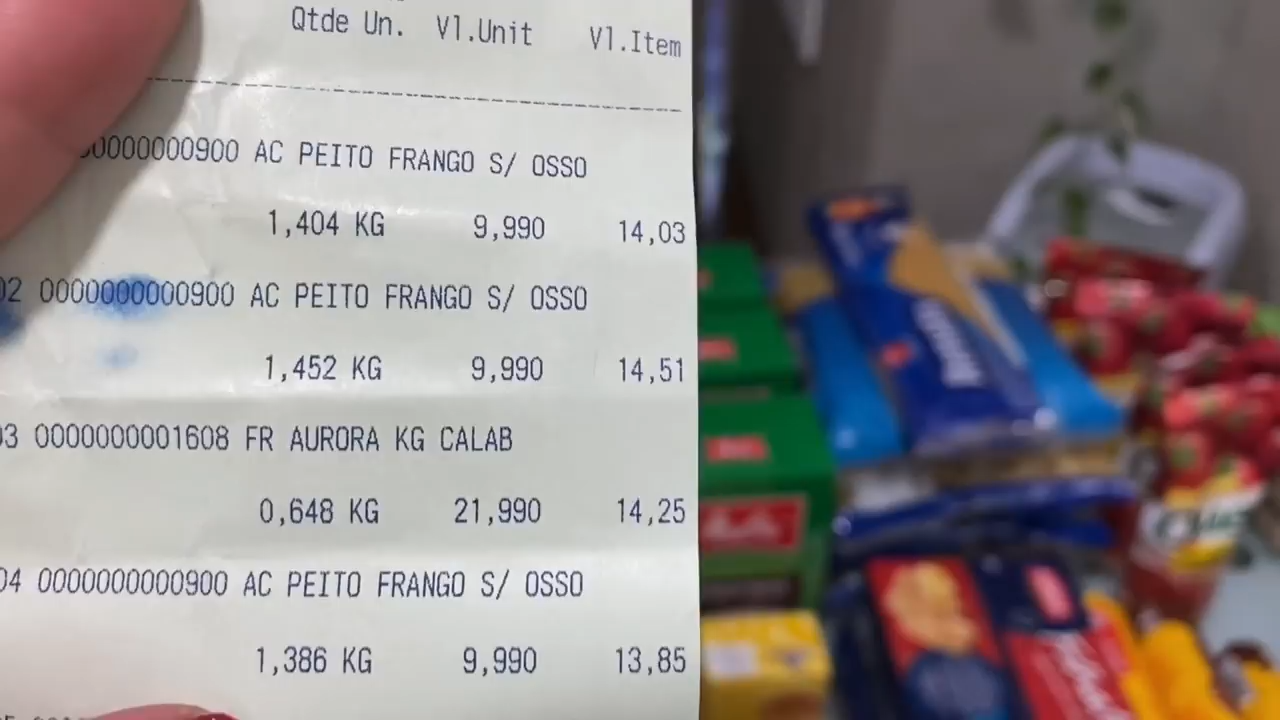 Qtde Un. Vl.Unit Vl.Item
0000000900 AC PEITO FRANGO S/ OSSO
1,404 KG 9,990 14,03
02 0000000000900 AC PEITO FRANGO S/ OSSO
1,452 KG 9,990 14,51
03 0000000001608 FR AURORA KG CALAB
0,648 KG 21,990 14,25
04 0000000000900 AC PEITO FRANGO S/ OSSO
1,386 KG 9,990 13,85